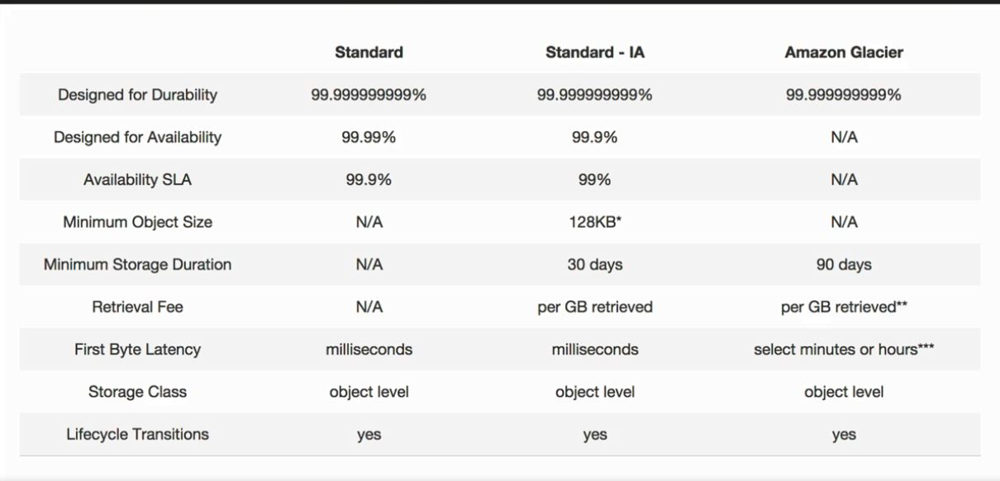 Standard Standard - IA Amazon Glacier
Designed for Durability 99.999999999% 99.999999999% 99.999999999%
Designed for Availability 99.99% 99.9% N/A
Availability SLA 99.9% 99% N/A
Minimum Object Size N/A 128KB* N/A
Minimum Storage Duration N/A 30 days 90 days
Retrieval Fee N/A per GB retrieved per GB retrieved**
First Byte Latency milliseconds milliseconds select minutes or hours***
Storage Class object level object level object level
Lifecycle Transitions yes yes yes